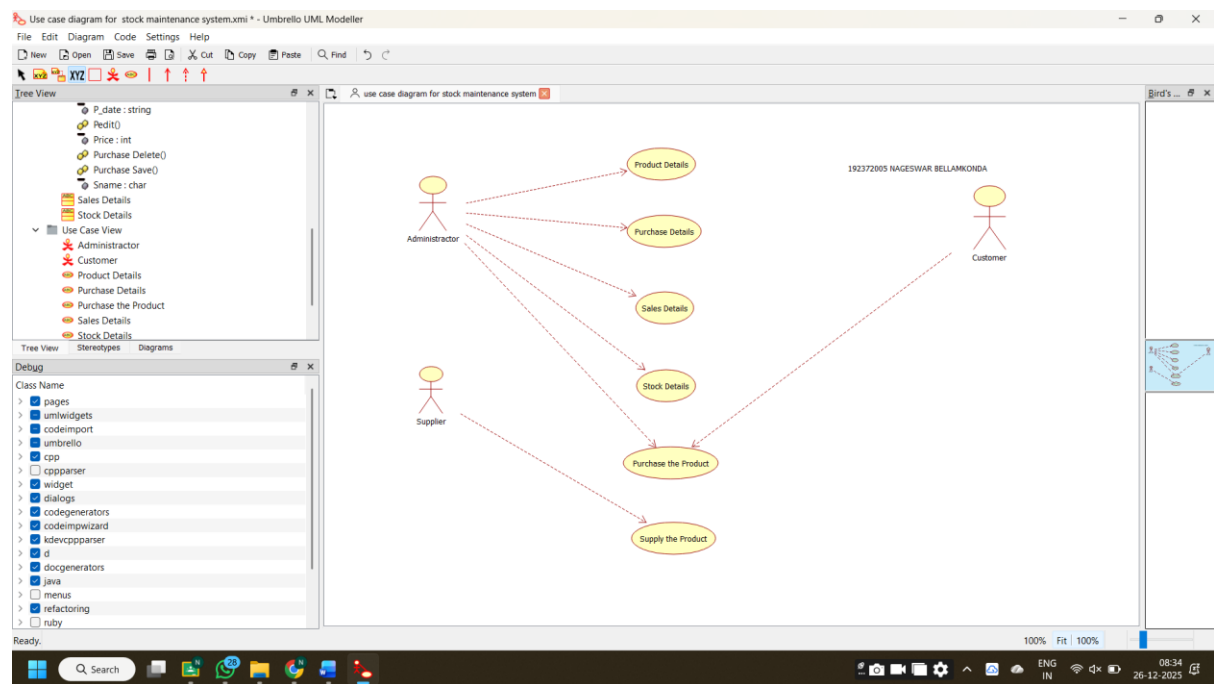 Use case diagram for stock maintenance system.xmi * - Umbrello UML Modeller
File Edit Diagram Code Settings Help
New Open Save Cut Copy Paste Find
XYZ XYZ
Tree View
P_date : string
Pedit()
Price : int
Purchase Delete()
Purchase Save()
Sname : char
ABC Sales Details
ABC Stock Details
Use Case View
Administractor
Customer
Product Details
Purchase Details
Purchase the Product
Sales Details
Stock Details
Tree View Stereotypes Diagrams
Debug
Class Name
pages
umlwidgets
codeimport
umbrello
cpp
cppparser
widget
dialogs
codegenerators
codeimpwizard
kdevcppparser
d
docgenerators
java
menus
refactoring
ruby
use case diagram for stock maintenance system
Product Details
192372005 NAGESWAR BELLAMKONDA
Purchase Details
Administractor
Customer
Sales Details
Stock Details
Supplier
Purchase the Product
Supply the Product
Bird's ...
Ready.
100% Fit 100%
Search
28
N
N
ENG
IN
08:34
26-12-2025